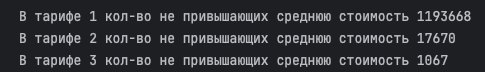 В тарифе 1 кол-во не привышающих среднюю стоимость 1193668
В тарифе 2 кол-во не привышающих среднюю стоимость 17670
В тарифе 3 кол-во не привышающих среднюю стоимость 1067